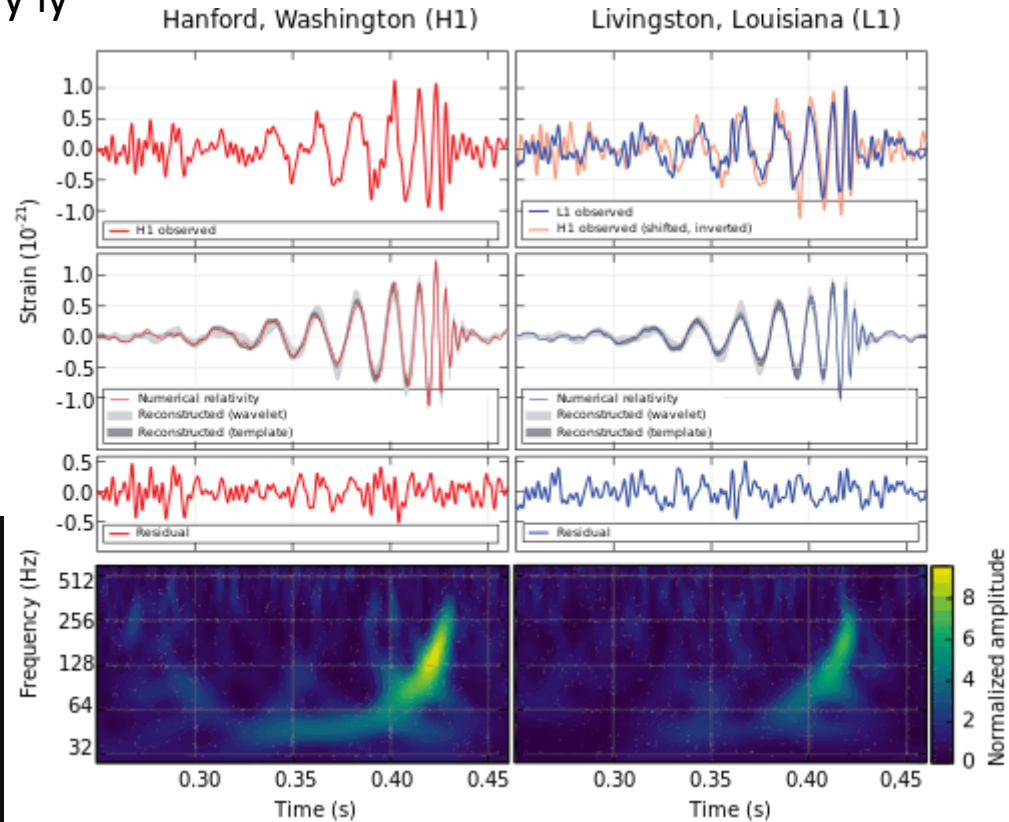 y ly
Hanford, Washington (H1)
Livingston, Louisiana (L1)
Strain (10⁻²¹)
1.0
0.5
0.0
-0.5
-1.0
H1 observed
L1 observed
H1 observed (shifted, inverted)
1.0
0.5
0.0
-0.5
-1.0
Numerical relativity
Reconstructed (wavelet)
Reconstructed (template)
Numerical relativity
Reconstructed (wavelet)
Reconstructed (template)
0.5
0.0
-0.5
Residual
Residual
Frequency (Hz)
512
256
128
64
32
0.30 0.35 0.40 0.45
Time (s)
0.30 0.35 0.40 0,45
Time (s)
8
6
4
2
0
Normalized amplitude